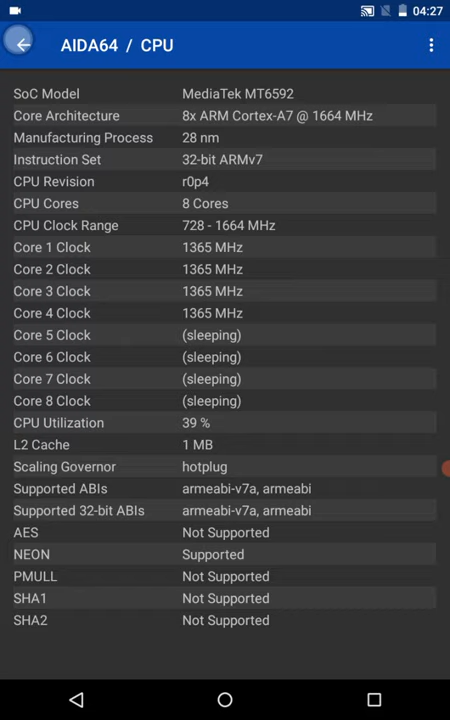 04:27
AIDA64 / CPU
SoC Model MediaTek MT6592
Core Architecture 8x ARM Cortex-A7 @ 1664 MHz
Manufacturing Process 28 nm
Instruction Set 32-bit ARMv7
CPU Revision r0p4
CPU Cores 8 Cores
CPU Clock Range 728 - 1664 MHz
Core 1 Clock 1365 MHz
Core 2 Clock 1365 MHz
Core 3 Clock 1365 MHz
Core 4 Clock 1365 MHz
Core 5 Clock (sleeping)
Core 6 Clock (sleeping)
Core 7 Clock (sleeping)
Core 8 Clock (sleeping)
CPU Utilization 39 %
L2 Cache 1 MB
Scaling Governor hotplug
Supported ABIs armeabi-v7a, armeabi
Supported 32-bit ABIs armeabi-v7a, armeabi
AES Not Supported
NEON Supported
PMULL Not Supported
SHA1 Not Supported
SHA2 Not Supported